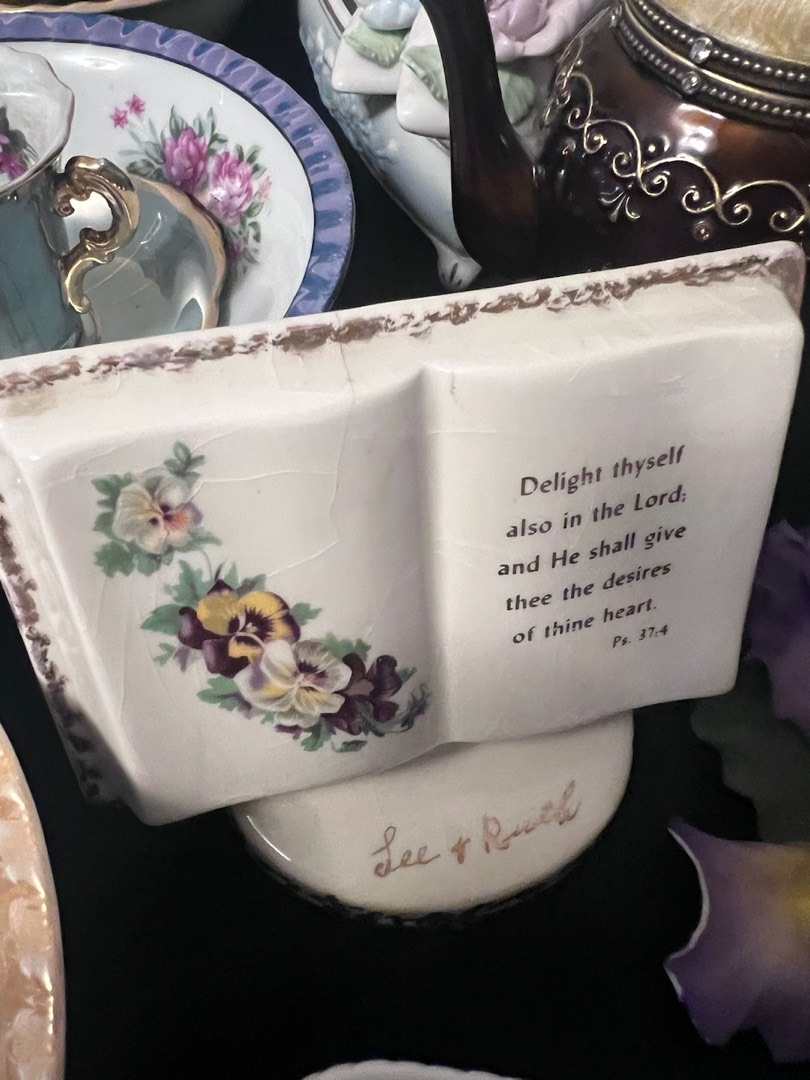 Delight thyself
also in the Lord;
and He shall give
thee the desires
of thine heart.
Ps. 37:4
Lee & Ruth